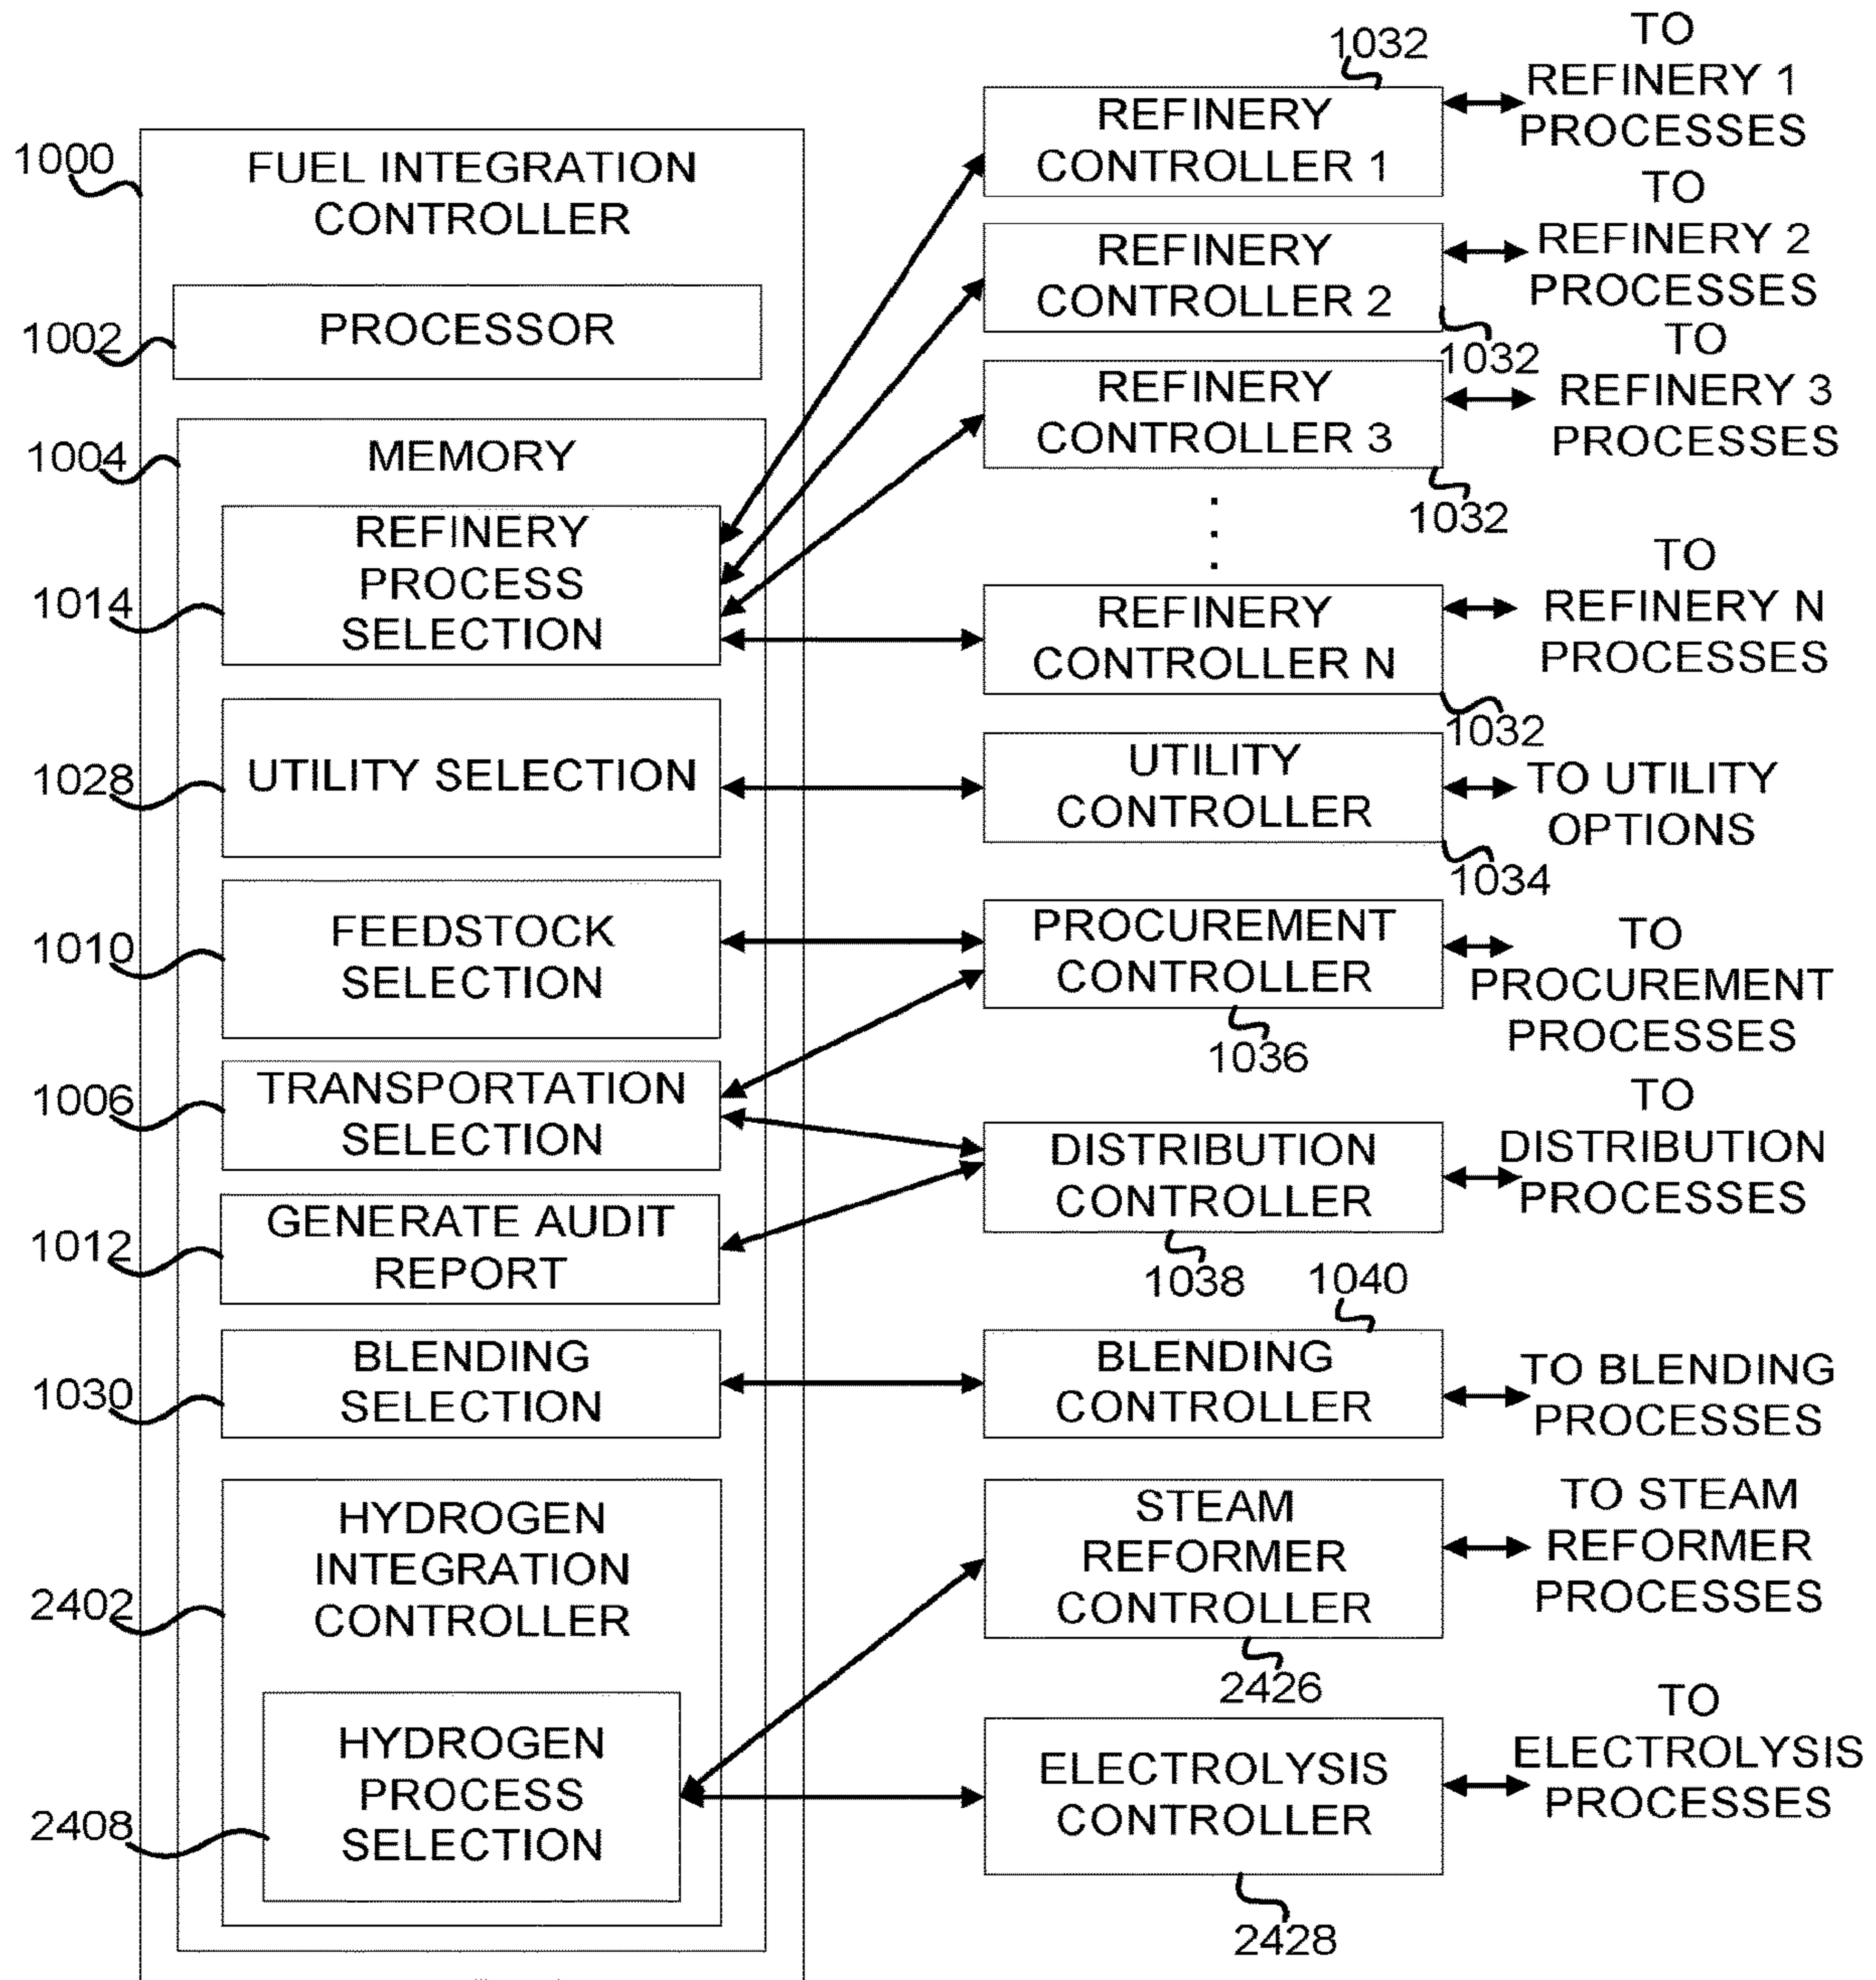 1000
FUEL INTEGRATION
CONTROLLER
1002
PROCESSOR
1004
MEMORY
1014
REFINERY
PROCESS
SELECTION
1028
UTILITY SELECTION
1010
FEEDSTOCK
SELECTION
1006
TRANSPORTATION
SELECTION
1012
GENERATE AUDIT
REPORT
1030
BLENDING
SELECTION
2402
HYDROGEN
INTEGRATION
CONTROLLER
2408
HYDROGEN
PROCESS
SELECTION
1032
REFINERY
CONTROLLER 1
TO
REFINERY 1
PROCESSES
REFINERY
CONTROLLER 2
1032
TO
REFINERY 2
PROCESSES
REFINERY
CONTROLLER 3
1032
TO
REFINERY 3
PROCESSES
REFINERY
CONTROLLER N
1032
TO
REFINERY N
PROCESSES
UTILITY
CONTROLLER
1034
TO UTILITY
OPTIONS
PROCUREMENT
CONTROLLER
1036
TO
PROCUREMENT
PROCESSES
DISTRIBUTION
CONTROLLER
1038
TO
DISTRIBUTION
PROCESSES
1040
BLENDING
CONTROLLER
TO BLENDING
PROCESSES
STEAM
REFORMER
CONTROLLER
2426
TO STEAM
REFORMER
PROCESSES
ELECTROLYSIS
CONTROLLER
2428
TO
ELECTROLYSIS
PROCESSES